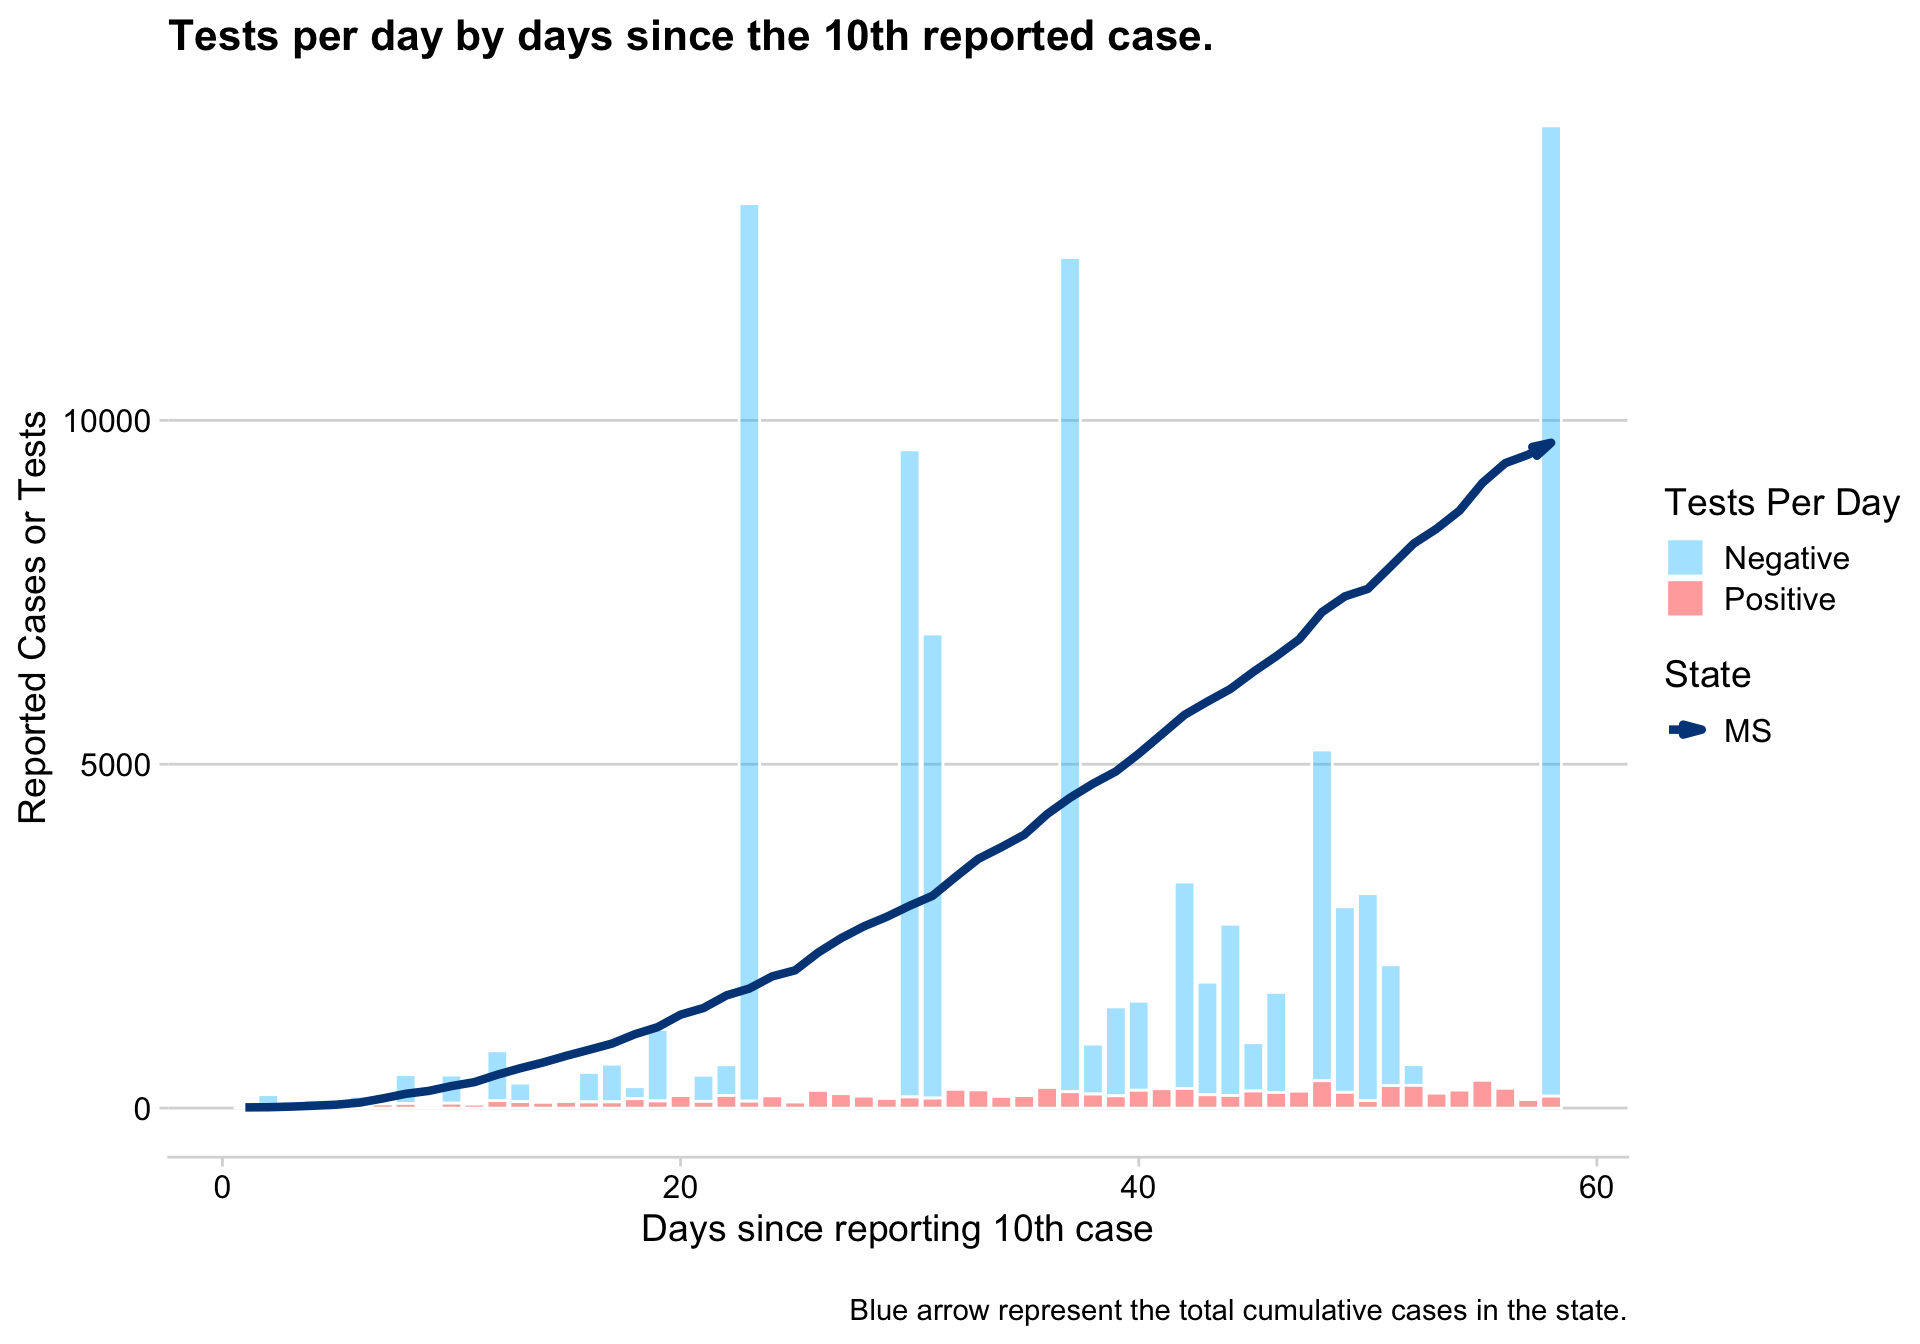 Tests per day by days since the 10th reported case.
Reported Cases or Tests
10000
5000
0
0
20
40
60
Days since reporting 10th case
Tests Per Day
Negative
Positive
State
MS
Blue arrow represent the total cumulative cases in the state.